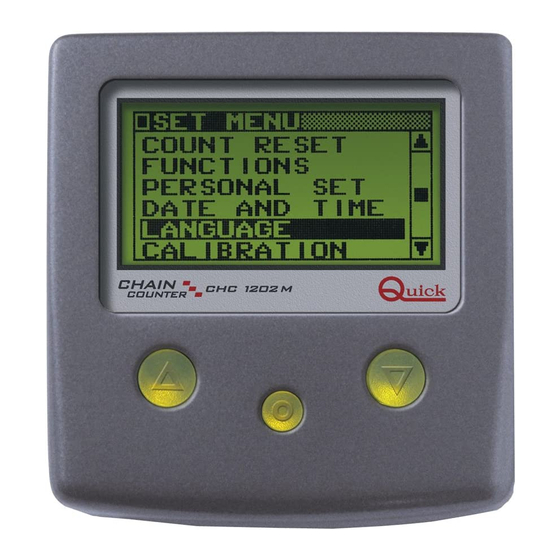 SET MENU
COUNT RESET
FUNCTIONS
PERSONAL SET
DATE AND TIME
LANGUAGE
CALIBRATION
CHAIN COUNTER CHC 1202 M
Quick